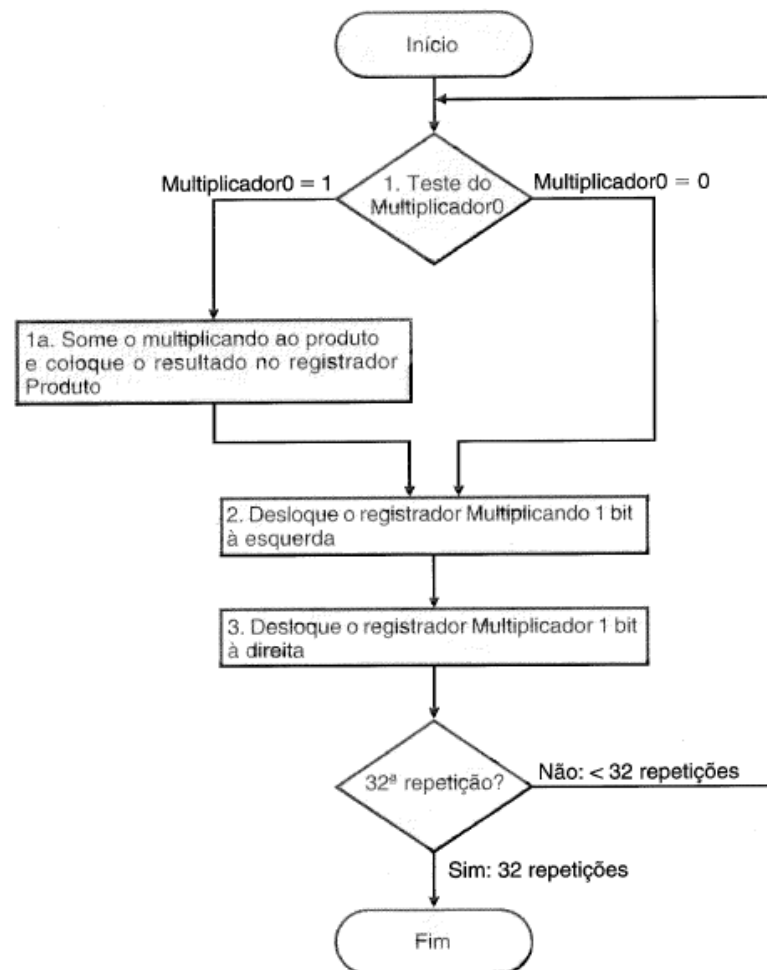 Início
Multiplicador0 = 1
1. Teste do
Multiplicador0
Multiplicador0 = 0
1a. Some o multiplicando ao produto
e coloque o resultado no registrador
Produto
2. Desloque o registrador Multiplicando 1 bit
à esquerda
3. Desloque o registrador Multiplicador 1 bit
à direita
32ª repetição?
Não: < 32 repetições
Sim: 32 repetições
Fim